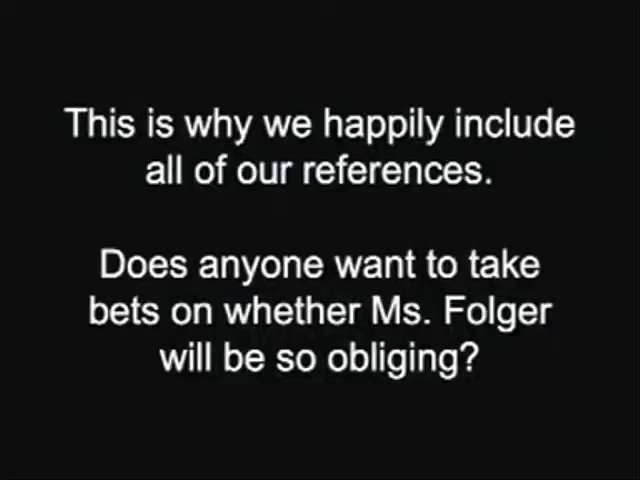 This is why we happily include
all of our references.
Does anyone want to take
bets on whether Ms. Folger
will be so obliging?